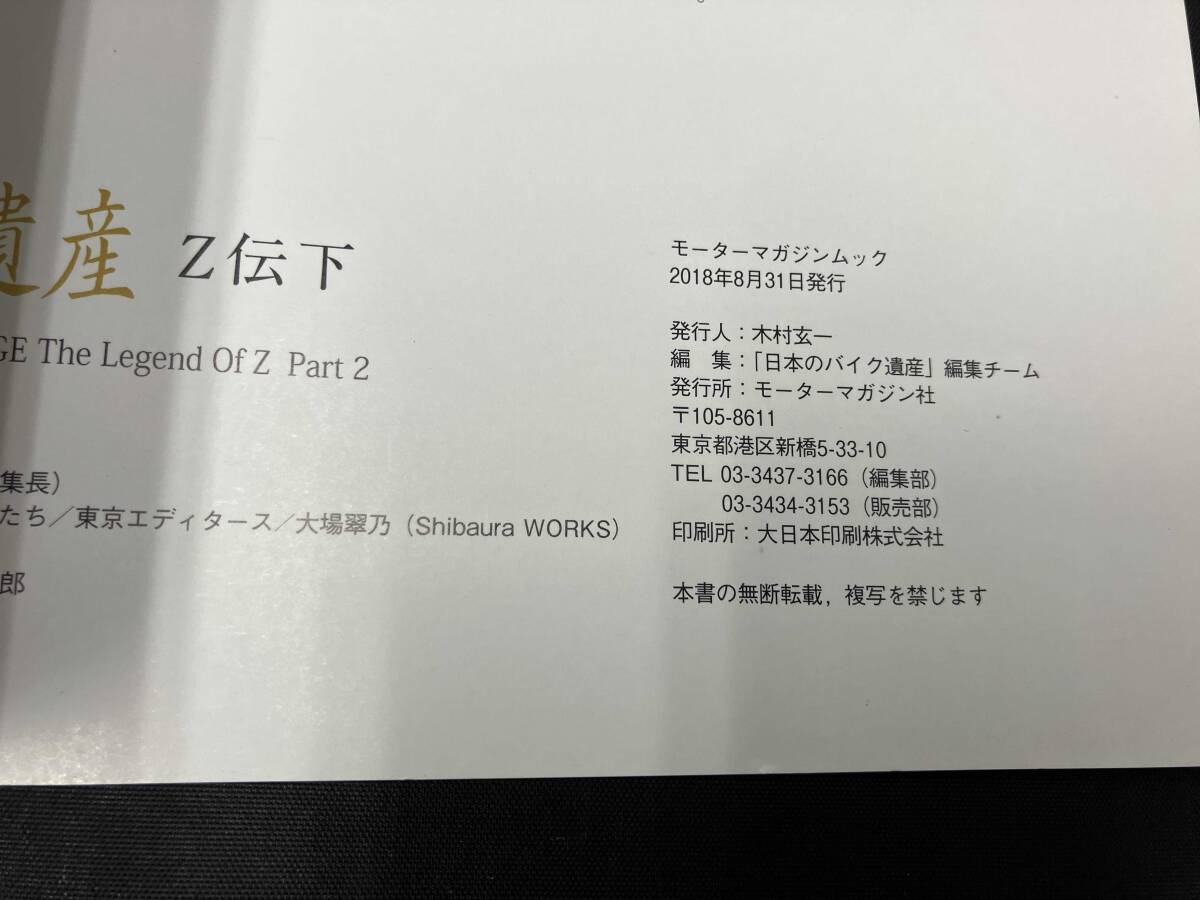 遺産 Z伝下
GE The Legend Of Z Part 2
集長）
たち／東京エディタース／大場翠乃（Shibaura WORKS）
郎
モーターマガジンムック
2018年8月31日発行
発行人：木村玄一
編　集：「日本のバイク遺産」編集チーム
発行所：モーターマガジン社
〒105-8611
東京都港区新橋5-33-10
TEL 03-3437-3166（編集部）
03-3434-3153（販売部）
印刷所：大日本印刷株式会社
本書の無断転載，複写を禁じます